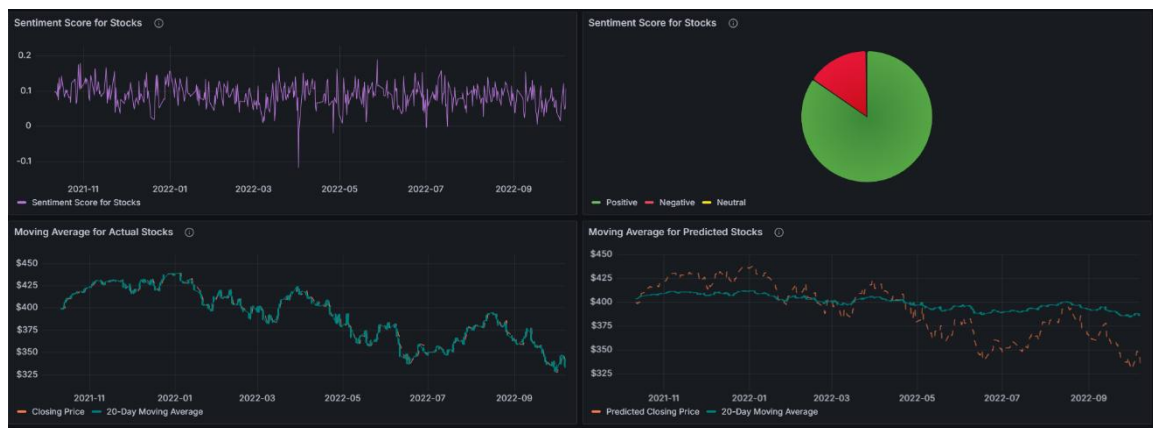 Sentiment Score for Stocks
0.2
0.1
0
-0.1
2021-11 2022-01 2022-03 2022-05 2022-07 2022-09
Sentiment Score for Stocks
Sentiment Score for Stocks
Positive Negative Neutral
Moving Average for Actual Stocks
$450
$425
$400
$375
$350
$325
2021-11 2022-01 2022-03 2022-05 2022-07 2022-09
Closing Price 20-Day Moving Average
Moving Average for Predicted Stocks
$450
$425
$400
$375
$350
$325
2021-11 2022-01 2022-03 2022-05 2022-07 2022-09
Predicted Closing Price 20-Day Moving Average